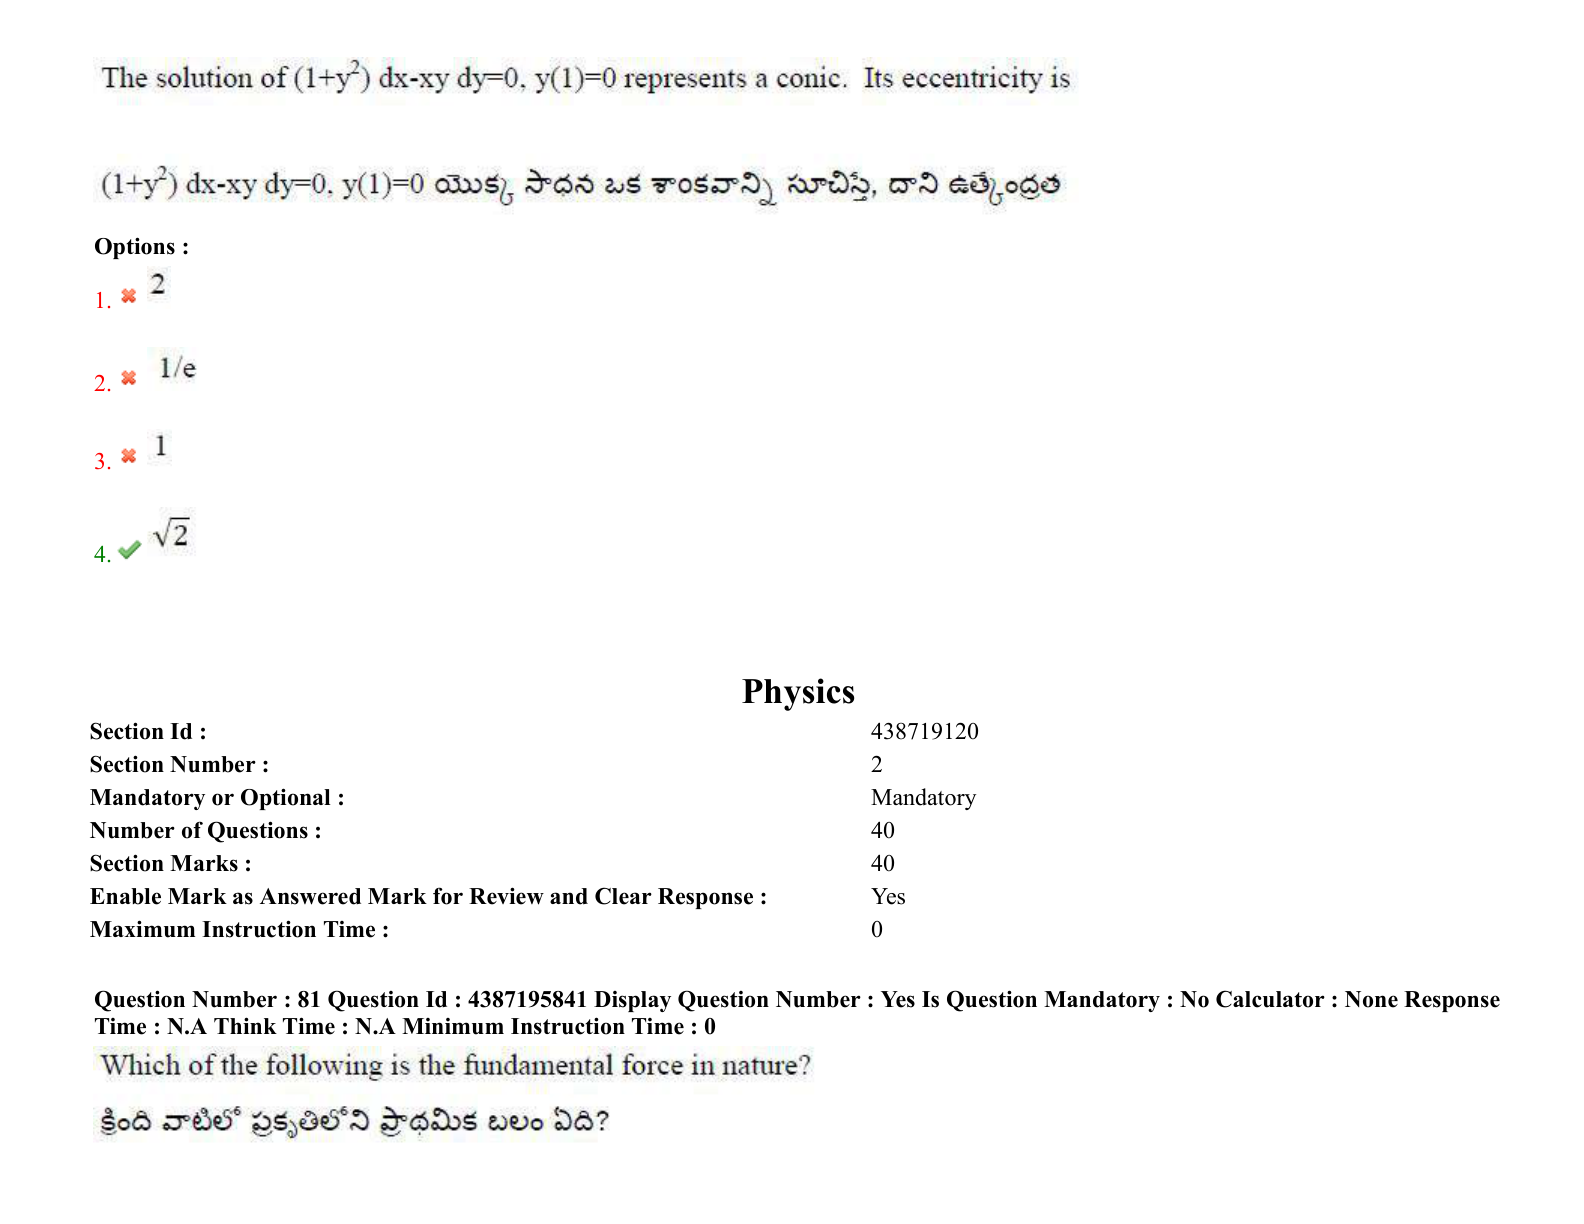 The solution of (1+y²) dx-xy dy=0, y(1)=0 represents a conic. Its eccentricity is
(1+y²) dx-xy dy=0, y(1)=0 యొక్క సాధన ఒక శాంకవాన్ని సూచిస్తే, దాని ఉత్కేంద్రత
Options :
1. 2
2. 1/e
3. 1
4. √2
Physics
Section Id : 438719120
Section Number : 2
Mandatory or Optional : Mandatory
Number of Questions : 40
Section Marks : 40
Enable Mark as Answered Mark for Review and Clear Response : Yes
Maximum Instruction Time : 0
Question Number : 81 Question Id : 4387195841 Display Question Number : Yes Is Question Mandatory : No Calculator : None Response
Time : N.A Think Time : N.A Minimum Instruction Time : 0
Which of the following is the fundamental force in nature?
క్రింది వాటిలో ప్రకృతిలోని ప్రాథమిక బలం ఏది?